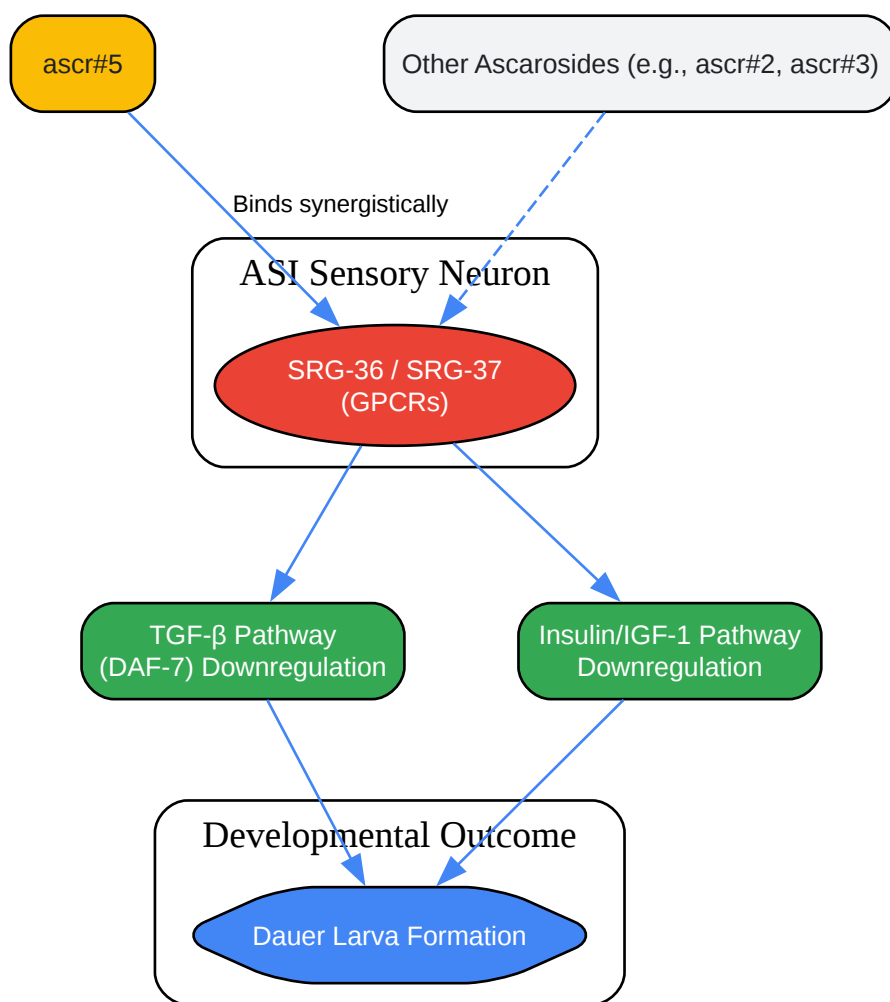 ascr#5
Other Ascarosides (e.g., ascr#2, ascr#3)
Binds synergistically
ASI Sensory Neuron
SRG-36 / SRG-37
(GPCRs)
TGF-β Pathway
(DAF-7) Downregulation
Insulin/IGF-1 Pathway
Downregulation
Developmental Outcome
Dauer Larva Formation